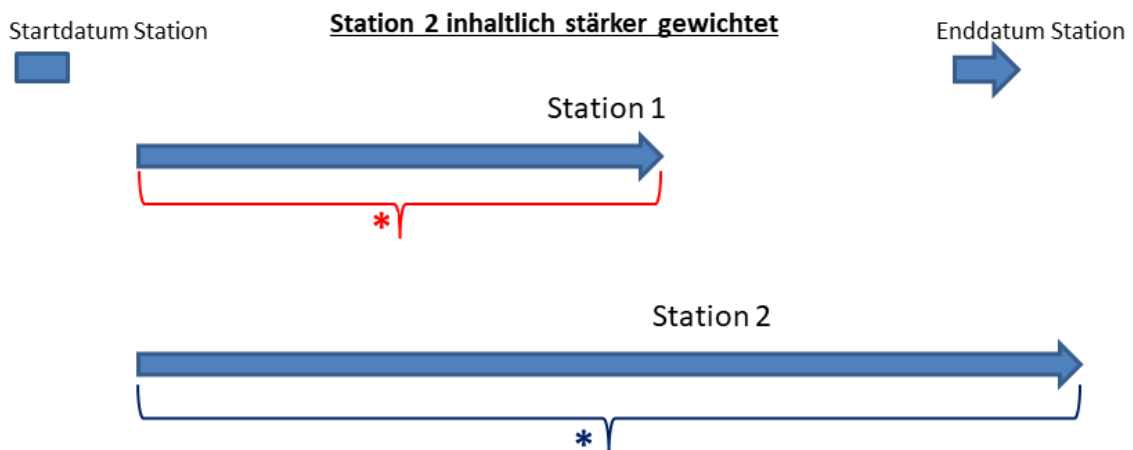 Station 2 inhaltlich stärker gewichtet
Startdatum Station
Enddatum Station
Station 1
*
Station 2
*